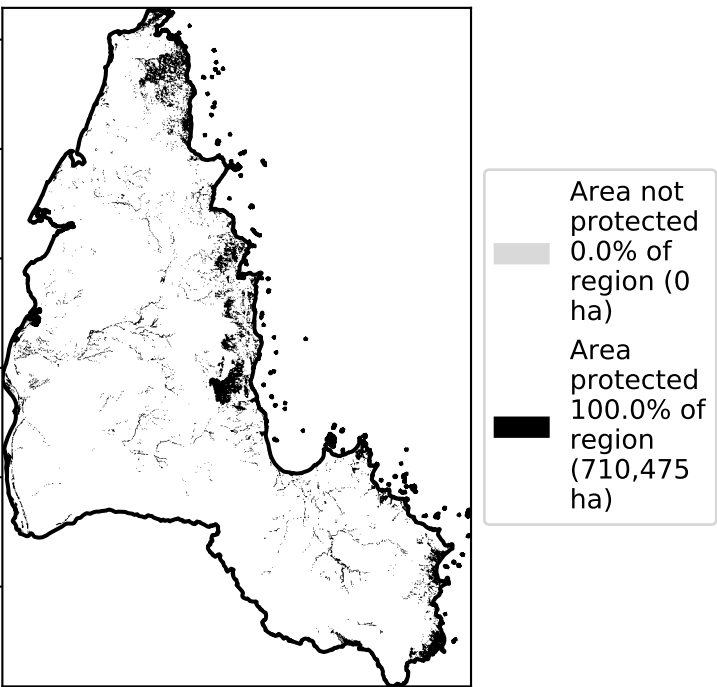 Area not
protected
0.0% of
region (0
ha)
Area
protected
100.0% of
region
(710,475
ha)